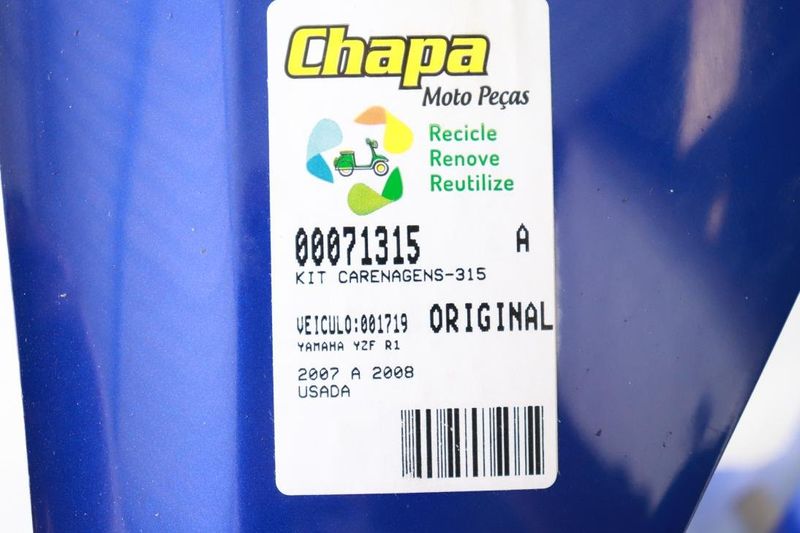 Chapa
Moto Peças
Recicle
Renove
Reutilize
00071315 A
KIT CARENAGENS-315
VEICULO:001719 ORIGINAL
YAMAHA YZF R1
2007 A 2008
USADA